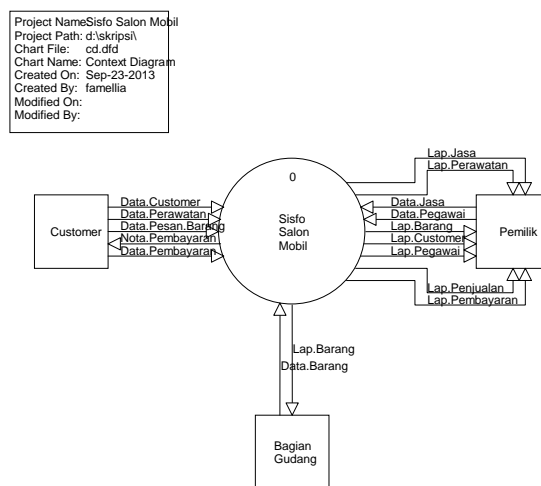 Project Name: Sisfo Salon Mobil
Project Path: d:\skripsi\
Chart File: cd.dfd
Chart Name: Context Diagram
Created On: Sep-23-2013
Created By: famellia
Modified On:
Modified By:
Lap.Jasa
Lap.Perawatan
0
Sisfo
Salon
Mobil
Customer
Data.Customer
Data.Perawatan
Data.Pesan.Barang
Nota.Pembayaran
Data.Pembayaran
Data.Jasa
Data.Pegawai
Lap.Barang
Lap.Customer
Lap.Pegawai
Pemilik
Lap.Penjualan
Lap.Pembayaran
Lap.Barang
Data.Barang
Bagian
Gudang